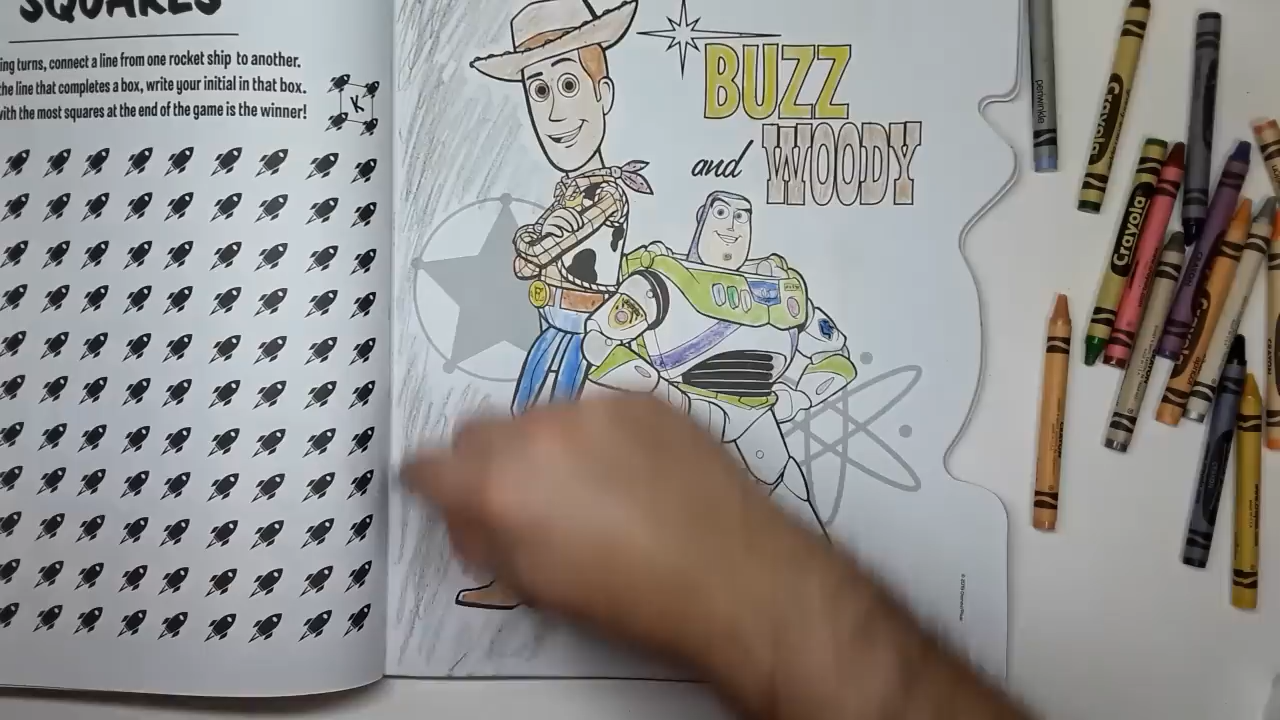 SQUARES
ing turns, connect a line from one rocket ship to another.
the line that completes a box, write your initial in that box.
with the most squares at the end of the game is the winner!
K
BUZZ
and WOODY
periwinkle
Crayola
Crayola